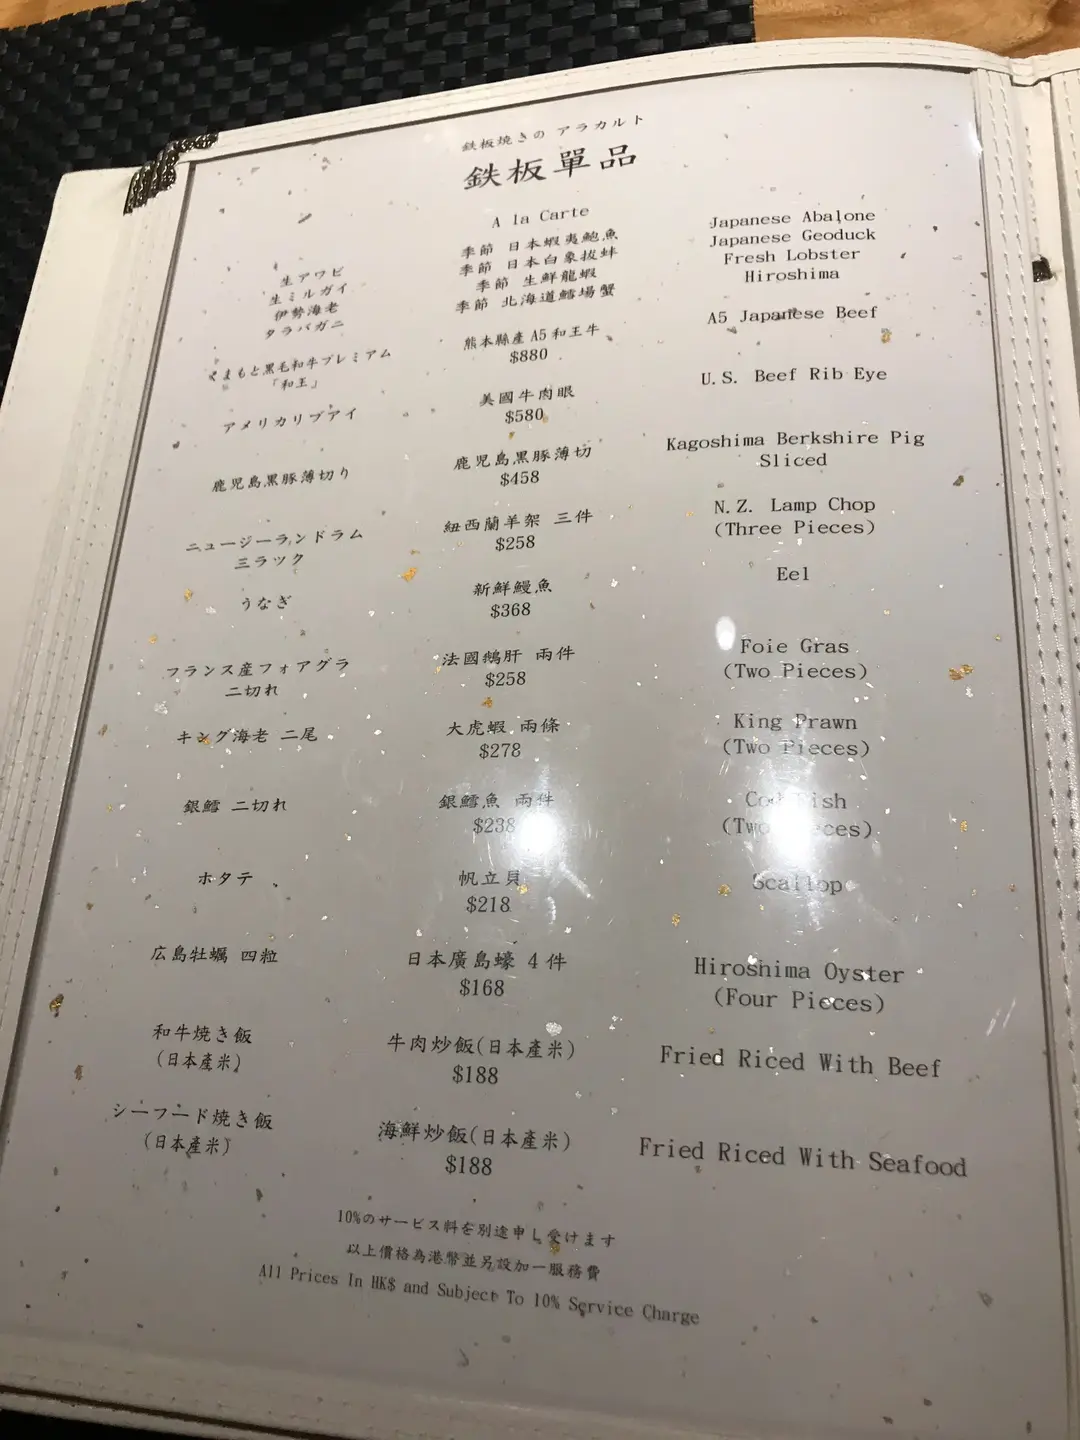 鉄板焼きの アラカルト
鉄板單品
A la Carte
生アワビ 季節 日本蝦夷鮑魚 Japanese Abalone
生ミルガイ 季節 日本白象拔蚌 Japanese Geoduck
伊勢海老 季節 生鮮龍蝦 Fresh Lobster
タラバガニ 季節 北海道鱈場蟹 Hiroshima
くまもと黒毛和牛プレミアム 熊本縣產 A5 和王牛 A5 Japanese Beef
「和王」 $880
アメリカリブアイ 美國牛肉眼 U.S. Beef Rib Eye
$580
鹿児島黒豚薄切り 鹿児島黒豚薄切 Kagoshima Berkshire Pig
$458 Sliced
ニュージーランドラム 紐西蘭羊架 三件 N.Z. Lamp Chop
三ラツク $258 (Three Pieces)
うなぎ 新鮮鰻魚 Eel
$368
フランス産フォアグラ 法國鵝肝 兩件 Foie Gras
二切れ $258 (Two Pieces)
キング海老 二尾 大虎蝦 兩條 King Prawn
$278 (Two Pieces)
銀鱈 二切れ 銀鱈魚 兩件 Cod Fish
$238 (Two Pieces)
ホタテ 帆立貝 Scallop
$218
広島牡蠣 四粒 日本廣島蠔 4 件 Hiroshima Oyster
$168 (Four Pieces)
和牛焼き飯 牛肉炒飯(日本產米) Fried Riced With Beef
(日本產米) $188
シーフード焼き飯 海鮮炒飯(日本產米) Fried Riced With Seafood
(日本產米) $188
10%のサービス料を別途申し受けます
以上價格為港幣並另設加一服務費
All Prices In HK$ and Subject To 10% Service Charge